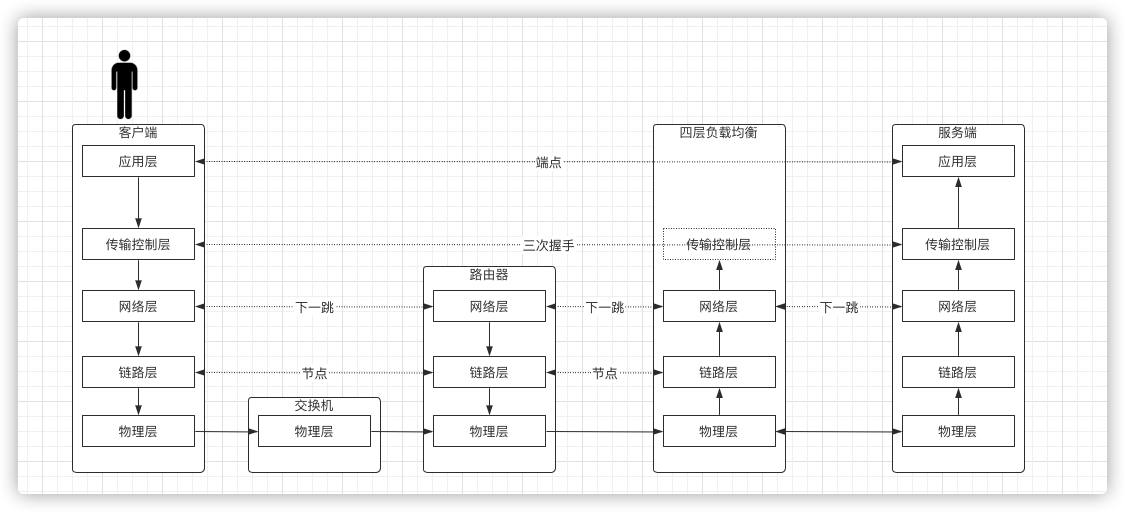 客户端
四层负载均衡
服务端
应用层
端点
应用层
传输控制层
三次握手
传输控制层
传输控制层
路由器
网络层
下一跳
网络层
下一跳
网络层
下一跳
网络层
链路层
节点
链路层
节点
链路层
链路层
交换机
物理层
物理层
物理层
物理层
物理层